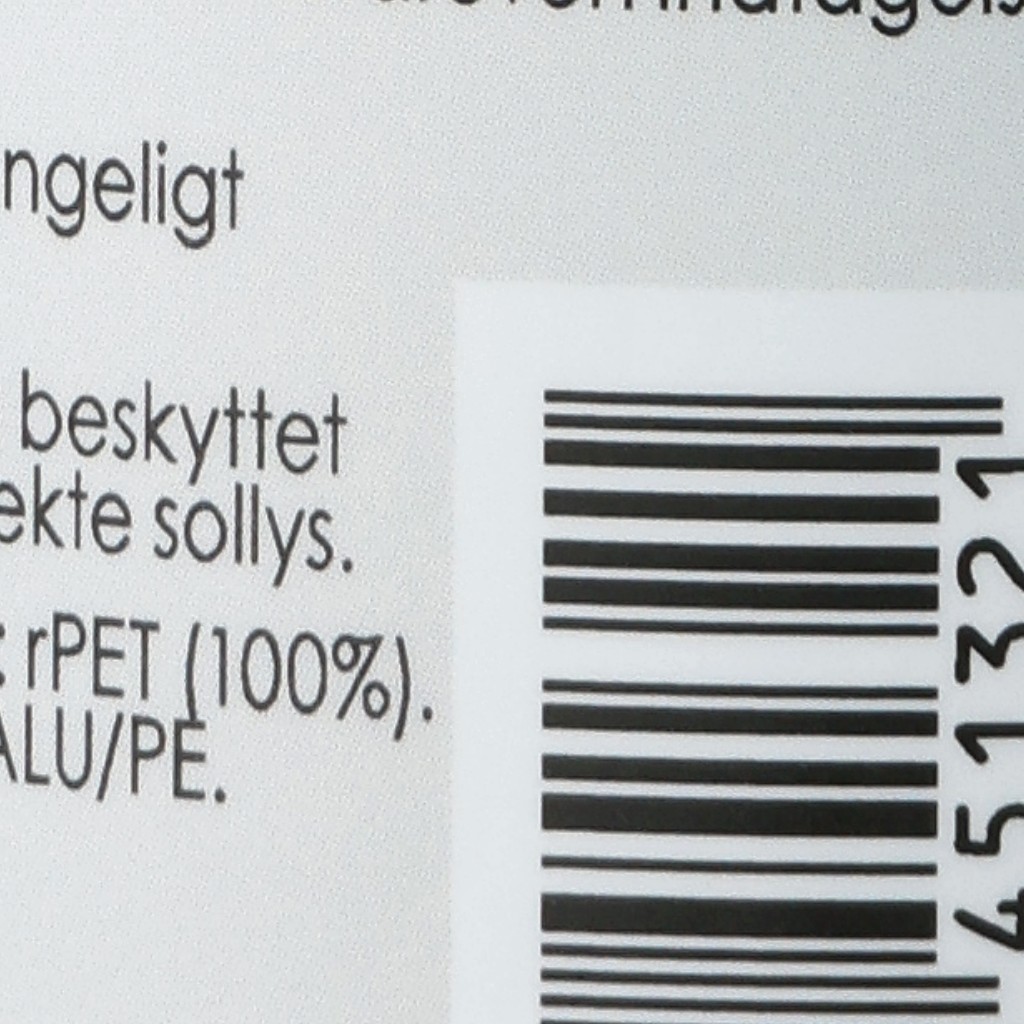 ngeligt
beskyttet
ekte sollys.
: rPET (100%).
ALU/PE.
451321